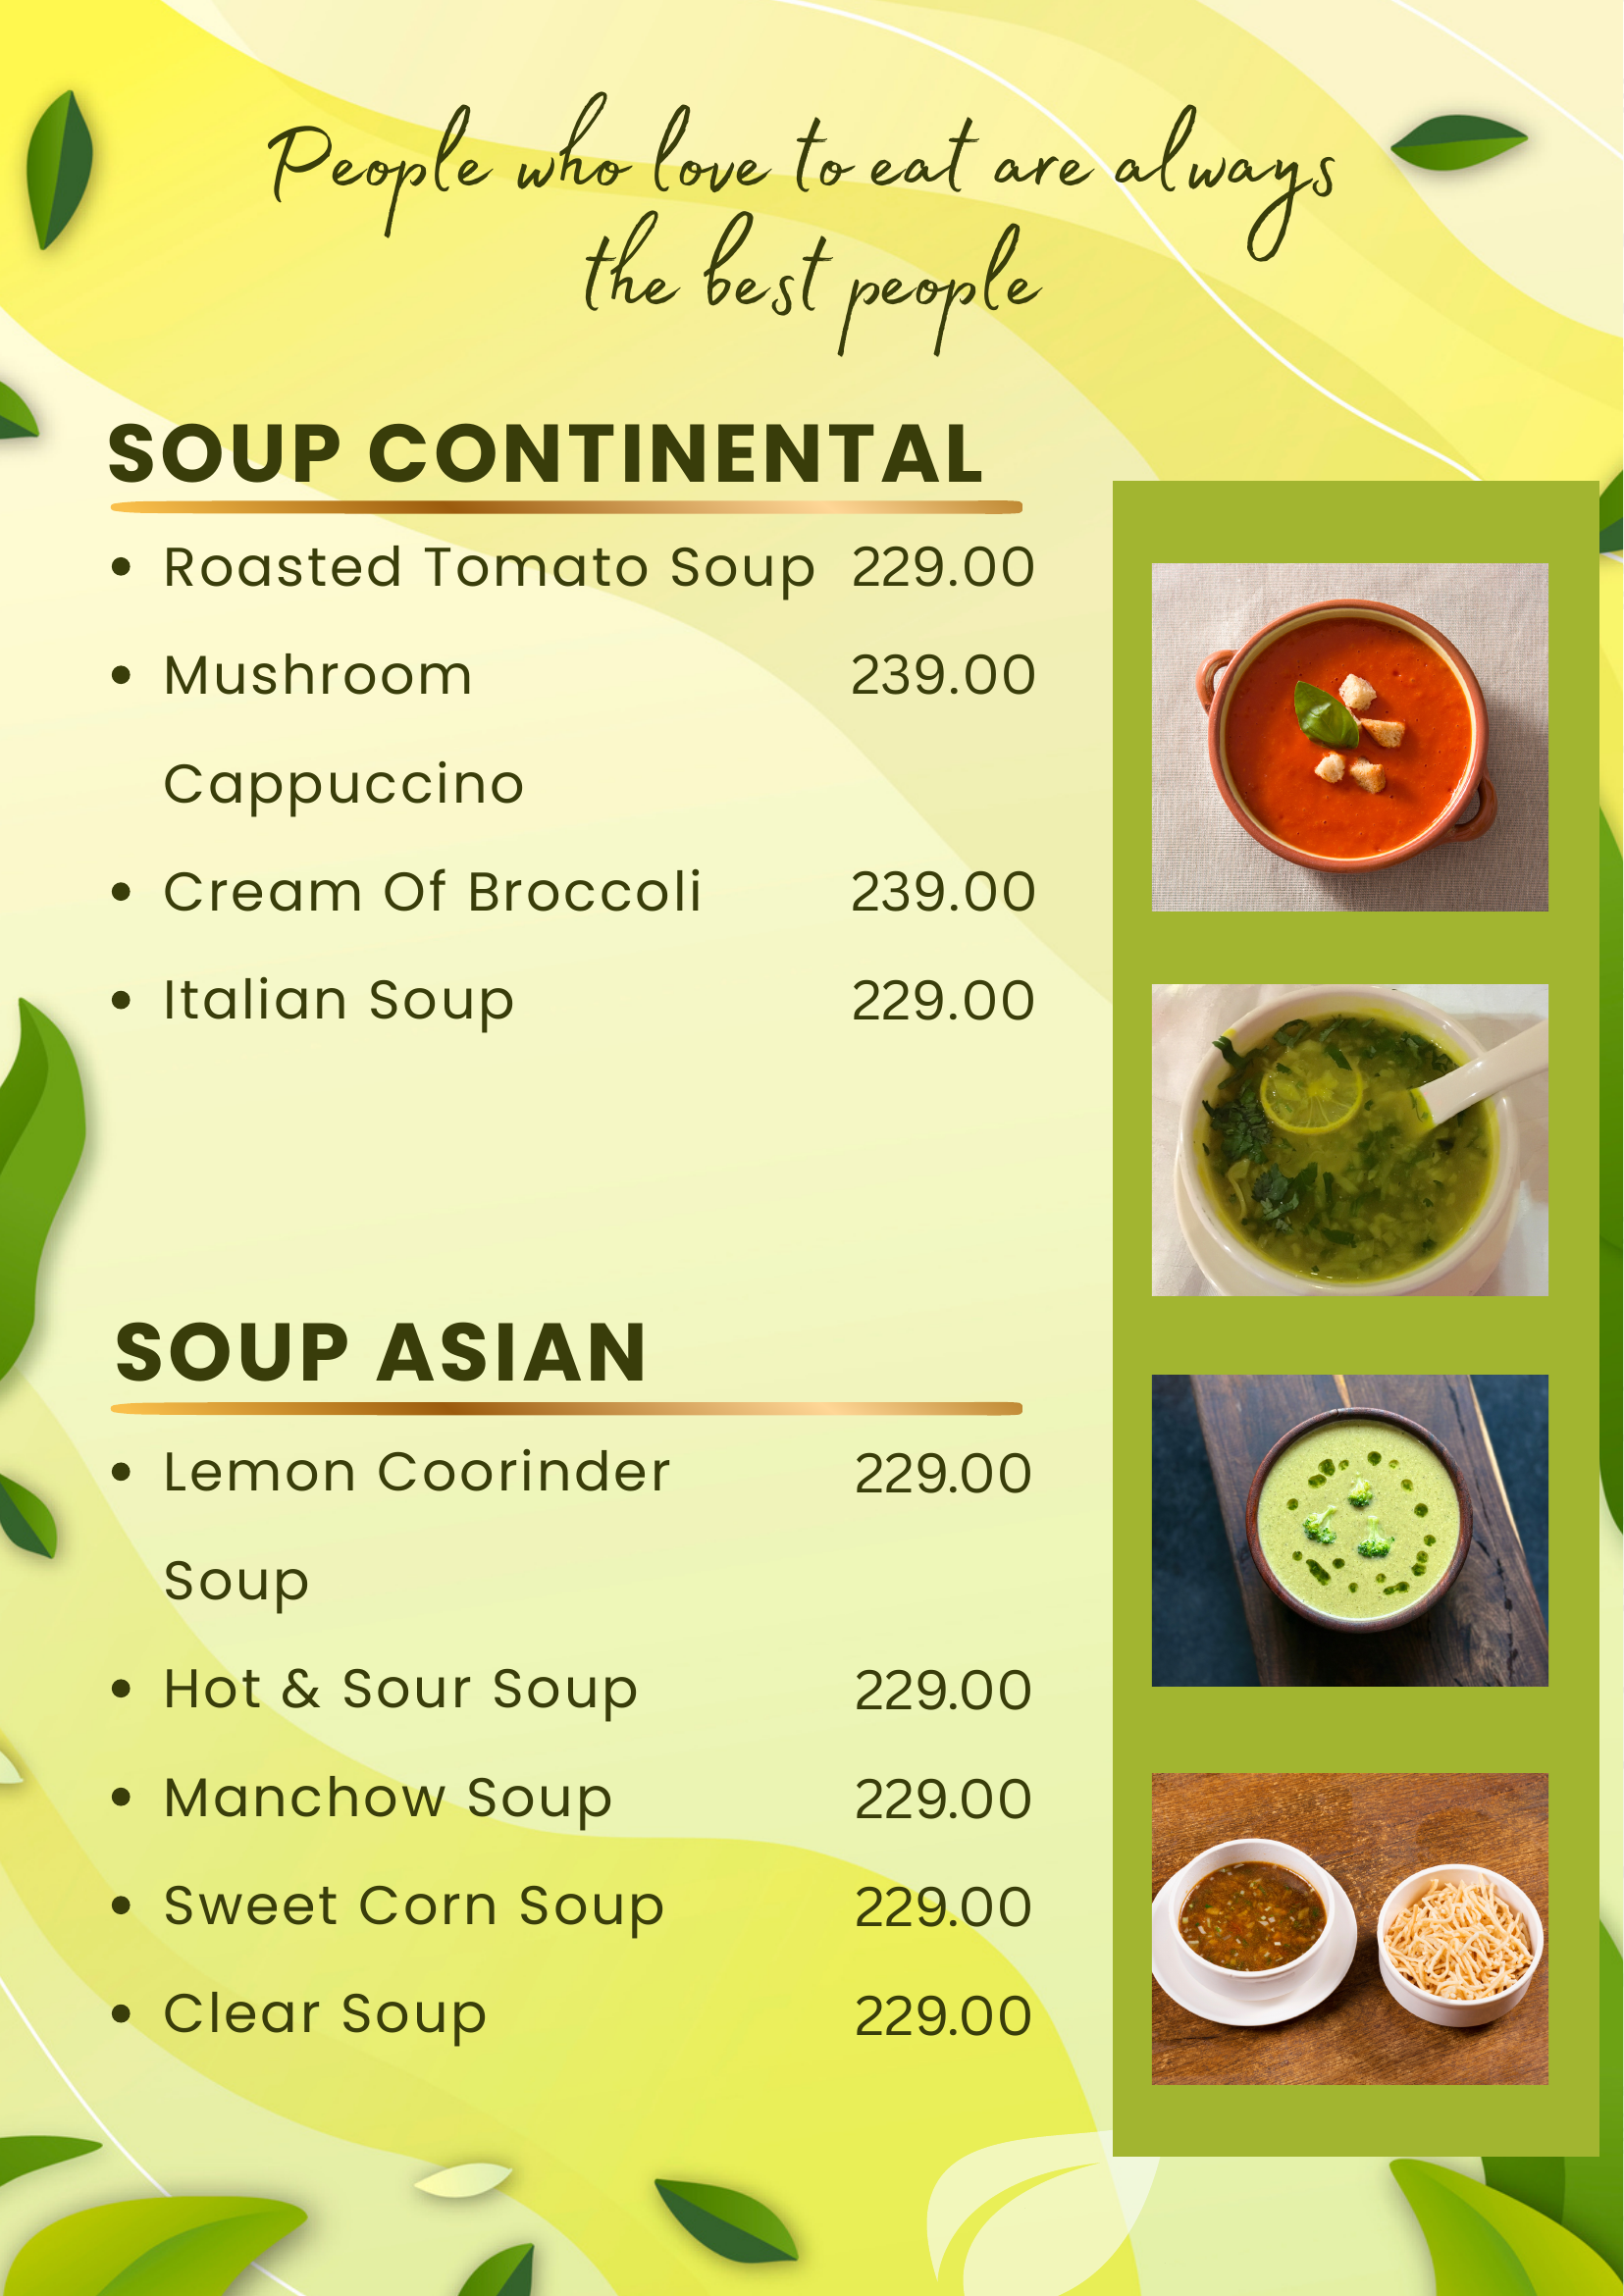 People who love to eat are always
the best people
SOUP CONTINENTAL
• Roasted Tomato Soup 229.00
• Mushroom 239.00
Cappuccino
• Cream Of Broccoli 239.00
• Italian Soup 229.00
SOUP ASIAN
• Lemon Coorinder 229.00
Soup
• Hot & Sour Soup 229.00
• Manchow Soup 229.00
• Sweet Corn Soup 229.00
• Clear Soup 229.00